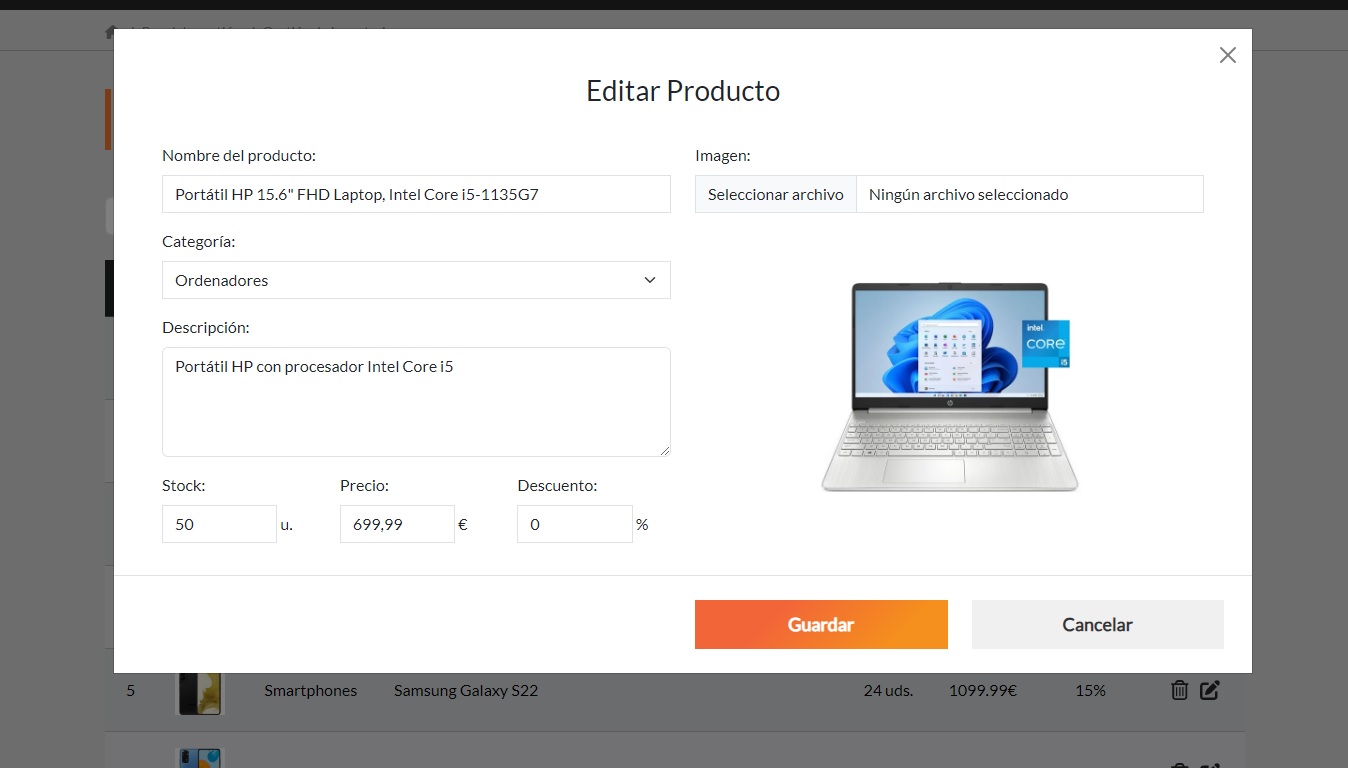 Editar Producto
Nombre del producto:
Portátil HP 15.6" FHD Laptop, Intel Core i5-1135G7
Categoría:
Ordenadores
Descripción:
Portátil HP con procesador Intel Core i5
Stock:
Precio:
Descuento:
50 u.
699,99 €
0 %
Imagen:
Seleccionar archivo
Ningún archivo seleccionado
intel
CORE
i5
hp
Guardar
Cancelar
5 Smartphones Samsung Galaxy S22 24 uds. 1099.99€ 15%